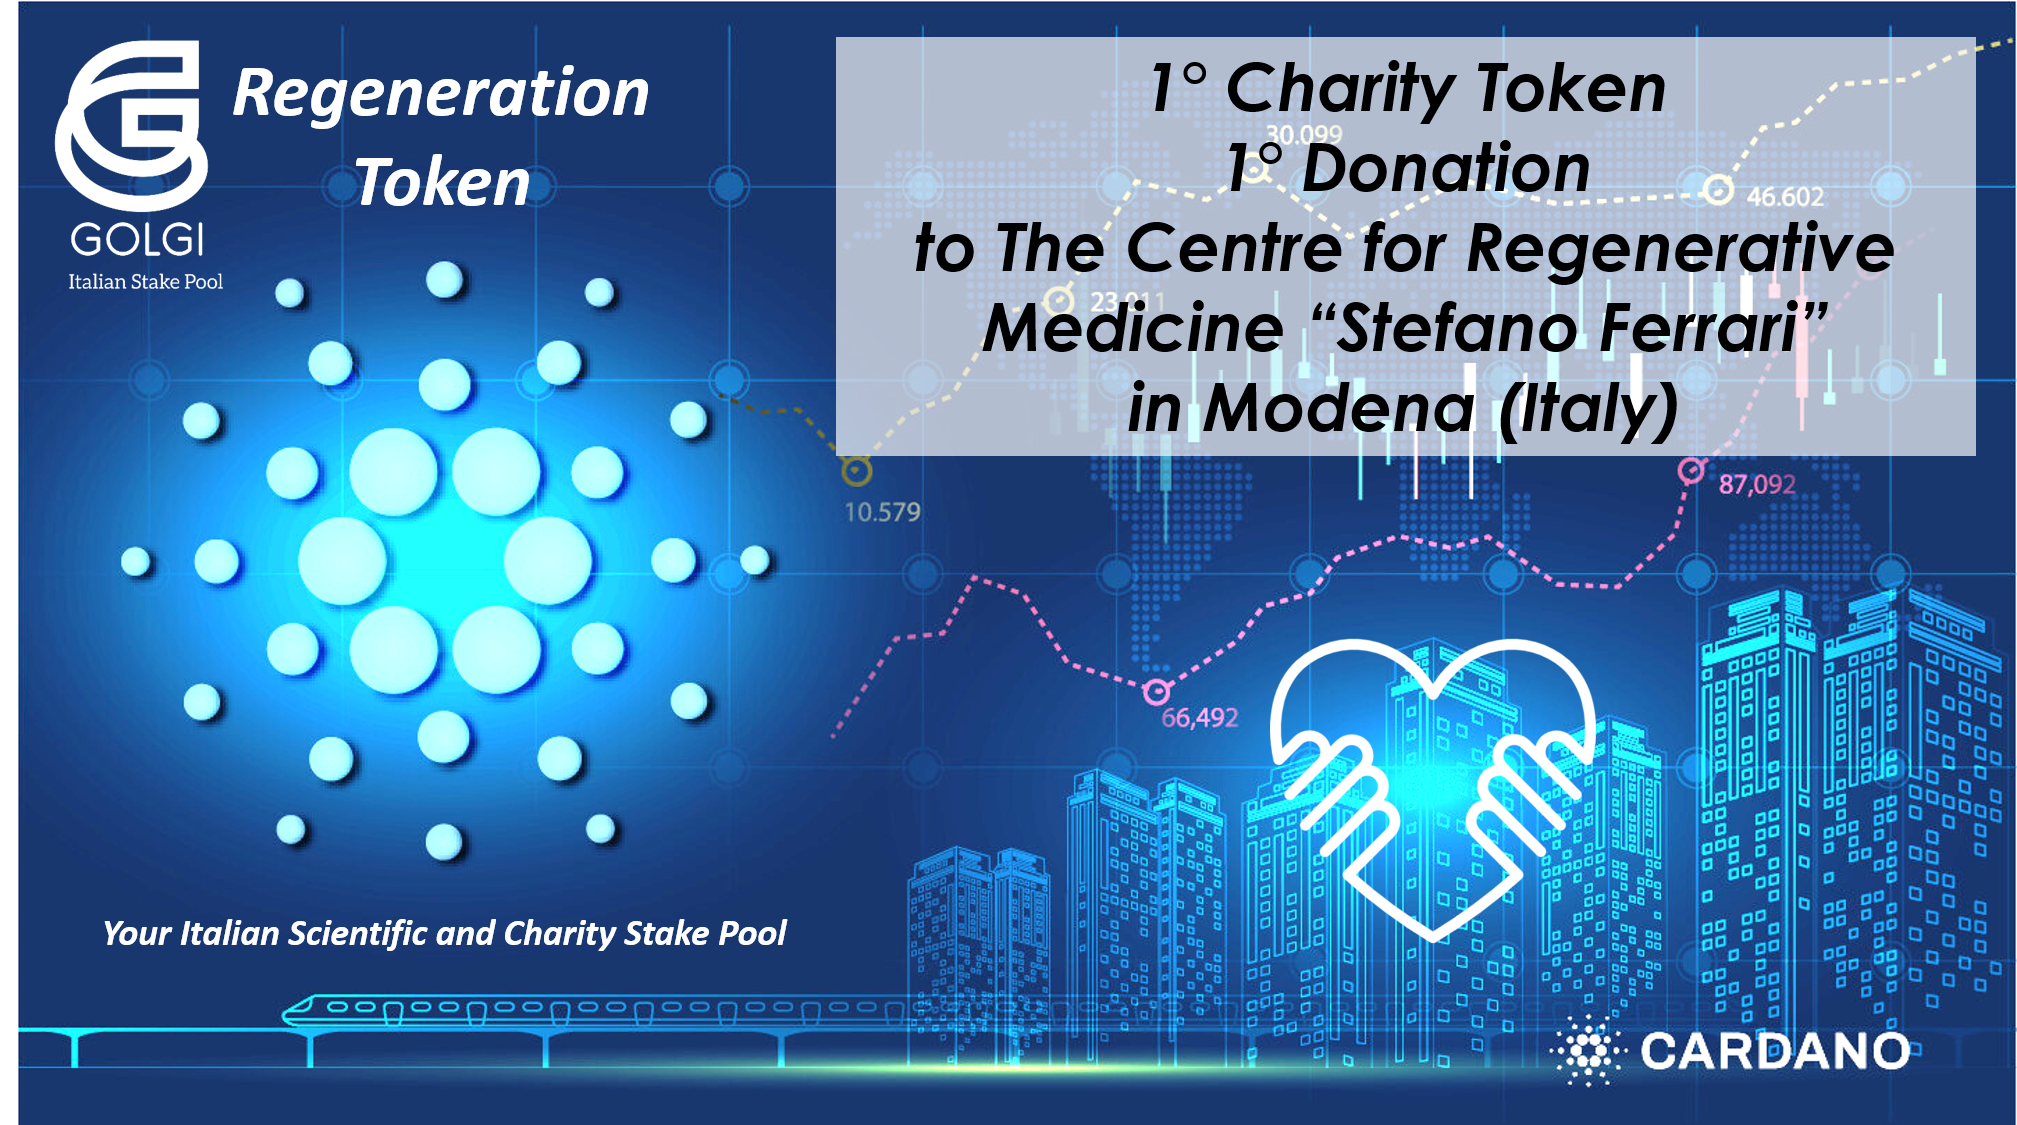 Regeneration
Token
GOLGI
Italian Stake Pool
1° Charity Token
1° Donation
to The Centre for Regenerative
Medicine “Stefano Ferrari”
in Modena (Italy)
30.099
46.602
23.011
10.579
87,092
66,492
Your Italian Scientific and Charity Stake Pool
CARDANO